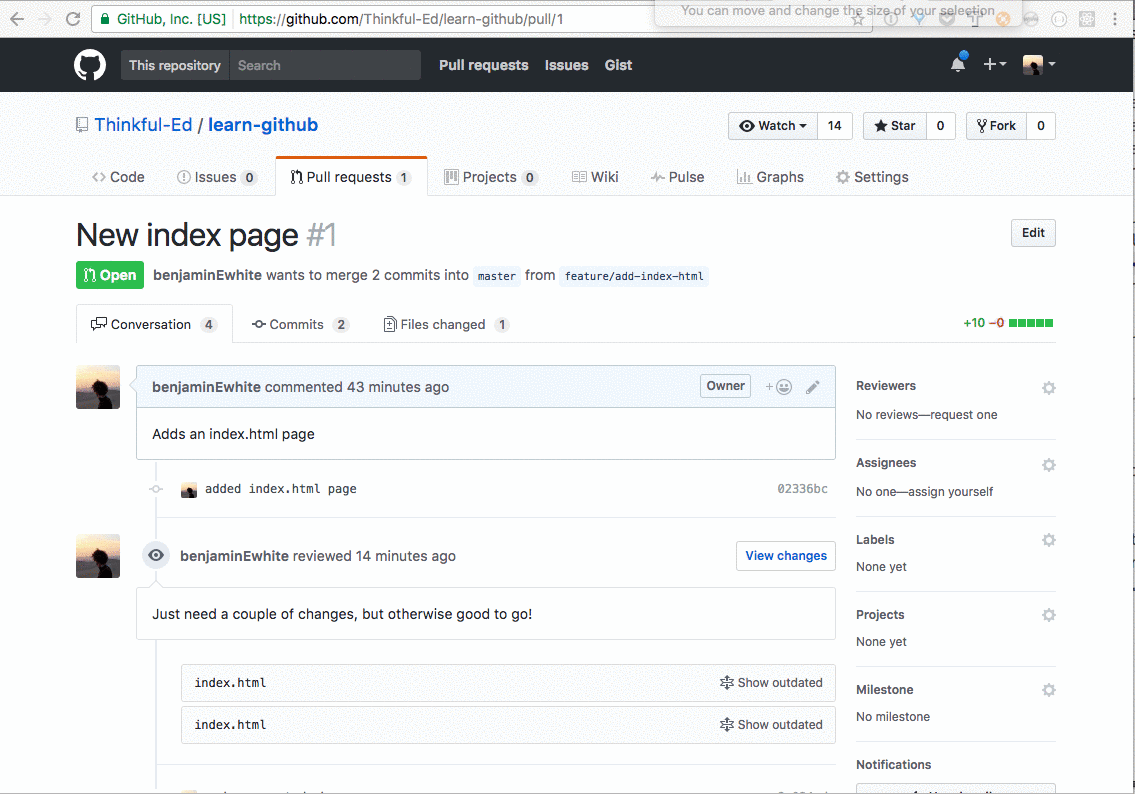 GitHub, Inc. [US] https://github.com/Thinkful-Ed/learn-github/pull/1
You can move and change the size of your selection
This repository Search Pull requests Issues Gist
Thinkful-Ed / learn-github Watch 14 Star 0 Fork 0
Code Issues 0 Pull requests 1 Projects 0 Wiki Pulse Graphs Settings
New index page #1 Edit
Open benjaminEwhite wants to merge 2 commits into master from feature/add-index-html
Conversation 4 Commits 2 Files changed 1 +10 −0
benjaminEwhite commented 43 minutes ago Owner
Adds an index.html page
added index.html page 02336bc
benjaminEwhite reviewed 14 minutes ago View changes
Just need a couple of changes, but otherwise good to go!
index.html Show outdated
index.html Show outdated
Reviewers
No reviews—request one
Assignees
No one—assign yourself
Labels
None yet
Projects
None yet
Milestone
No milestone
Notifications